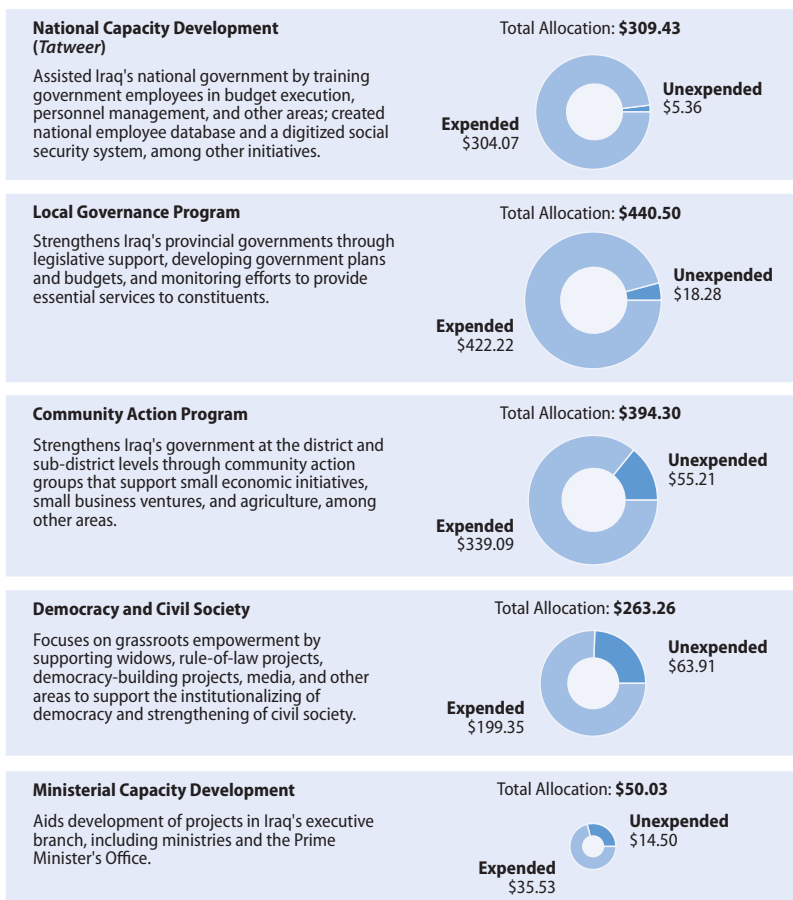 National Capacity Development
(Tatweer)
Assisted Iraq's national government by training
government employees in budget execution,
personnel management, and other areas; created
national employee database and a digitized social
security system, among other initiatives.
Total Allocation: $309.43
Unexpended
$5.36
Expended
$304.07
Local Governance Program
Strengthens Iraq's provincial governments through
legislative support, developing government plans
and budgets, and monitoring efforts to provide
essential services to constituents.
Total Allocation: $440.50
Unexpended
$18.28
Expended
$422.22
Community Action Program
Strengthens Iraq's government at the district and
sub-district levels through community action
groups that support small economic initiatives,
small business ventures, and agriculture, among
other areas.
Total Allocation: $394.30
Unexpended
$55.21
Expended
$339.09
Democracy and Civil Society
Focuses on grassroots empowerment by
supporting widows, rule-of-law projects,
democracy-building projects, media, and other
areas to support the institutionalizing of
democracy and strengthening of civil society.
Total Allocation: $263.26
Unexpended
$63.91
Expended
$199.35
Ministerial Capacity Development
Aids development of projects in Iraq's executive
branch, including ministries and the Prime
Minister's Office.
Total Allocation: $50.03
Unexpended
$14.50
Expended
$35.53